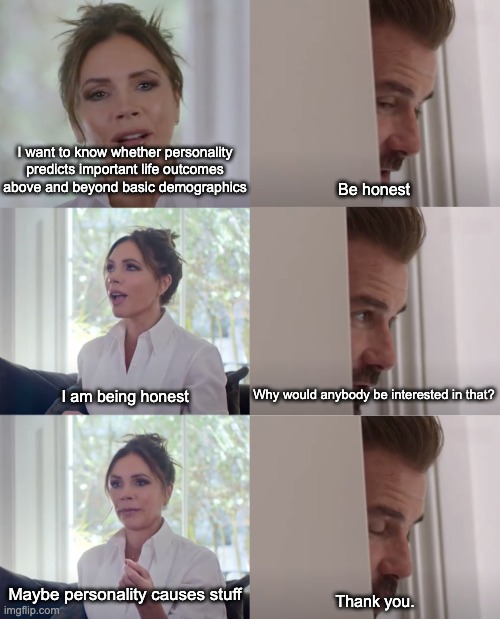 I want to know whether personality
predicts important life outcomes
above and beyond basic demographics
Be honest
I am being honest
Why would anybody be interested in that?
Maybe personality causes stuff
Thank you.
imgflip.com